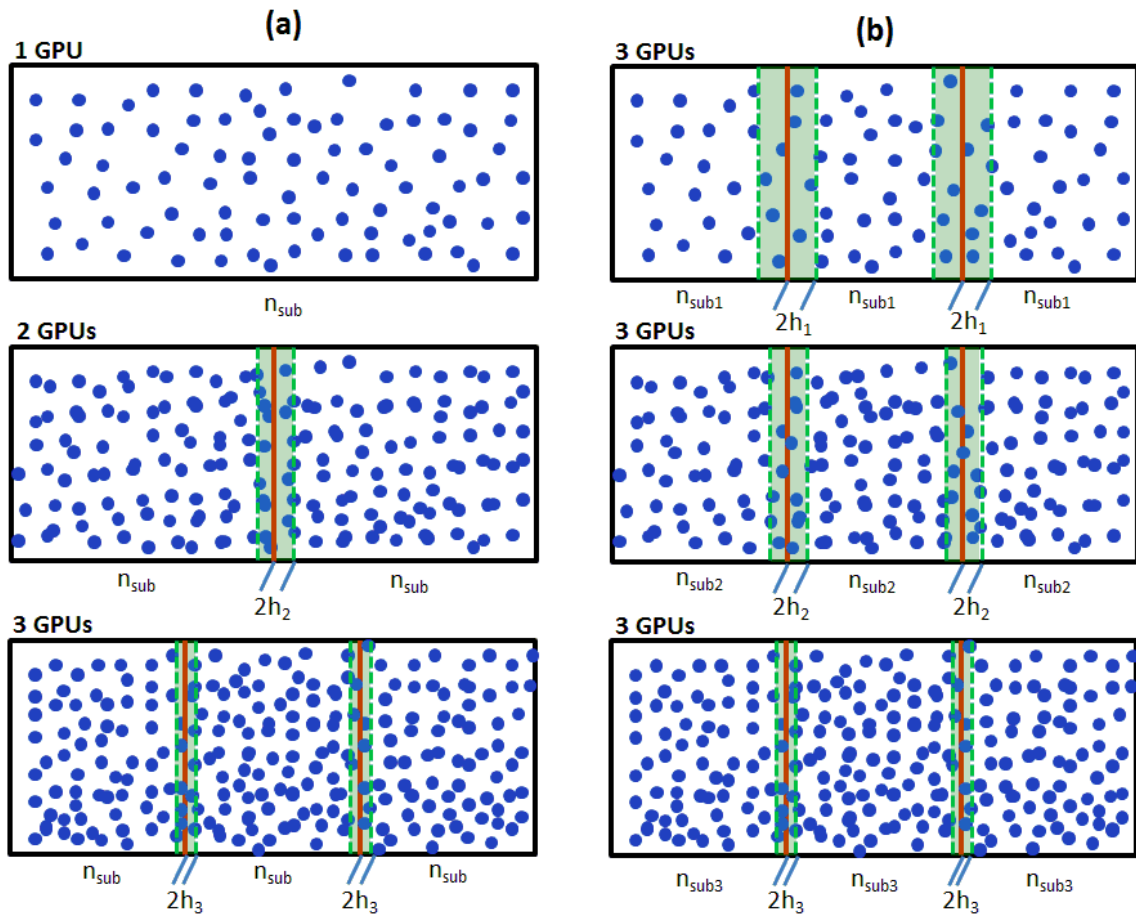 (a)
1 GPU
n_sub
2 GPUs
n_sub n_sub
2h_2
3 GPUs
n_sub n_sub n_sub
2h_3 2h_3
(b)
3 GPUs
n_sub1 n_sub1 n_sub1
2h_1 2h_1
3 GPUs
n_sub2 n_sub2 n_sub2
2h_2 2h_2
3 GPUs
n_sub3 n_sub3 n_sub3
2h_3 2h_3